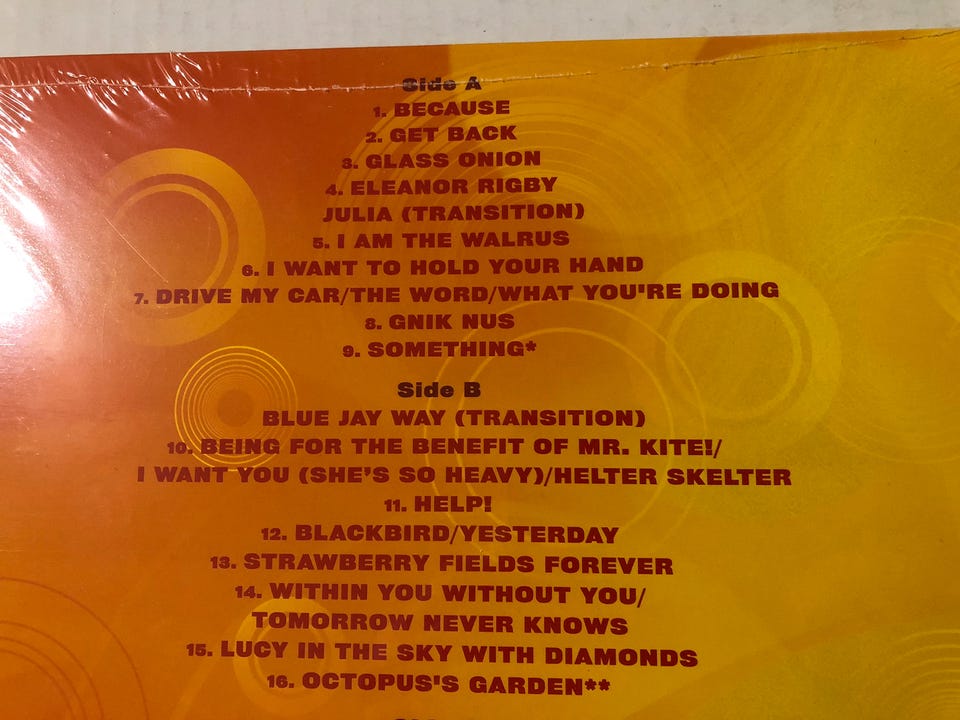 Side A
1. BECAUSE
2. GET BACK
3. GLASS ONION
4. ELEANOR RIGBY
JULIA (TRANSITION)
5. I AM THE WALRUS
6. I WANT TO HOLD YOUR HAND
7. DRIVE MY CAR/THE WORD/WHAT YOU'RE DOING
8. GNIK NUS
9. SOMETHING*
Side B
BLUE JAY WAY (TRANSITION)
10. BEING FOR THE BENEFIT OF MR. KITE!/
I WANT YOU (SHE'S SO HEAVY)/HELTER SKELTER
11. HELP!
12. BLACKBIRD/YESTERDAY
13. STRAWBERRY FIELDS FOREVER
14. WITHIN YOU WITHOUT YOU/
TOMORROW NEVER KNOWS
15. LUCY IN THE SKY WITH DIAMONDS
16. OCTOPUS'S GARDEN**